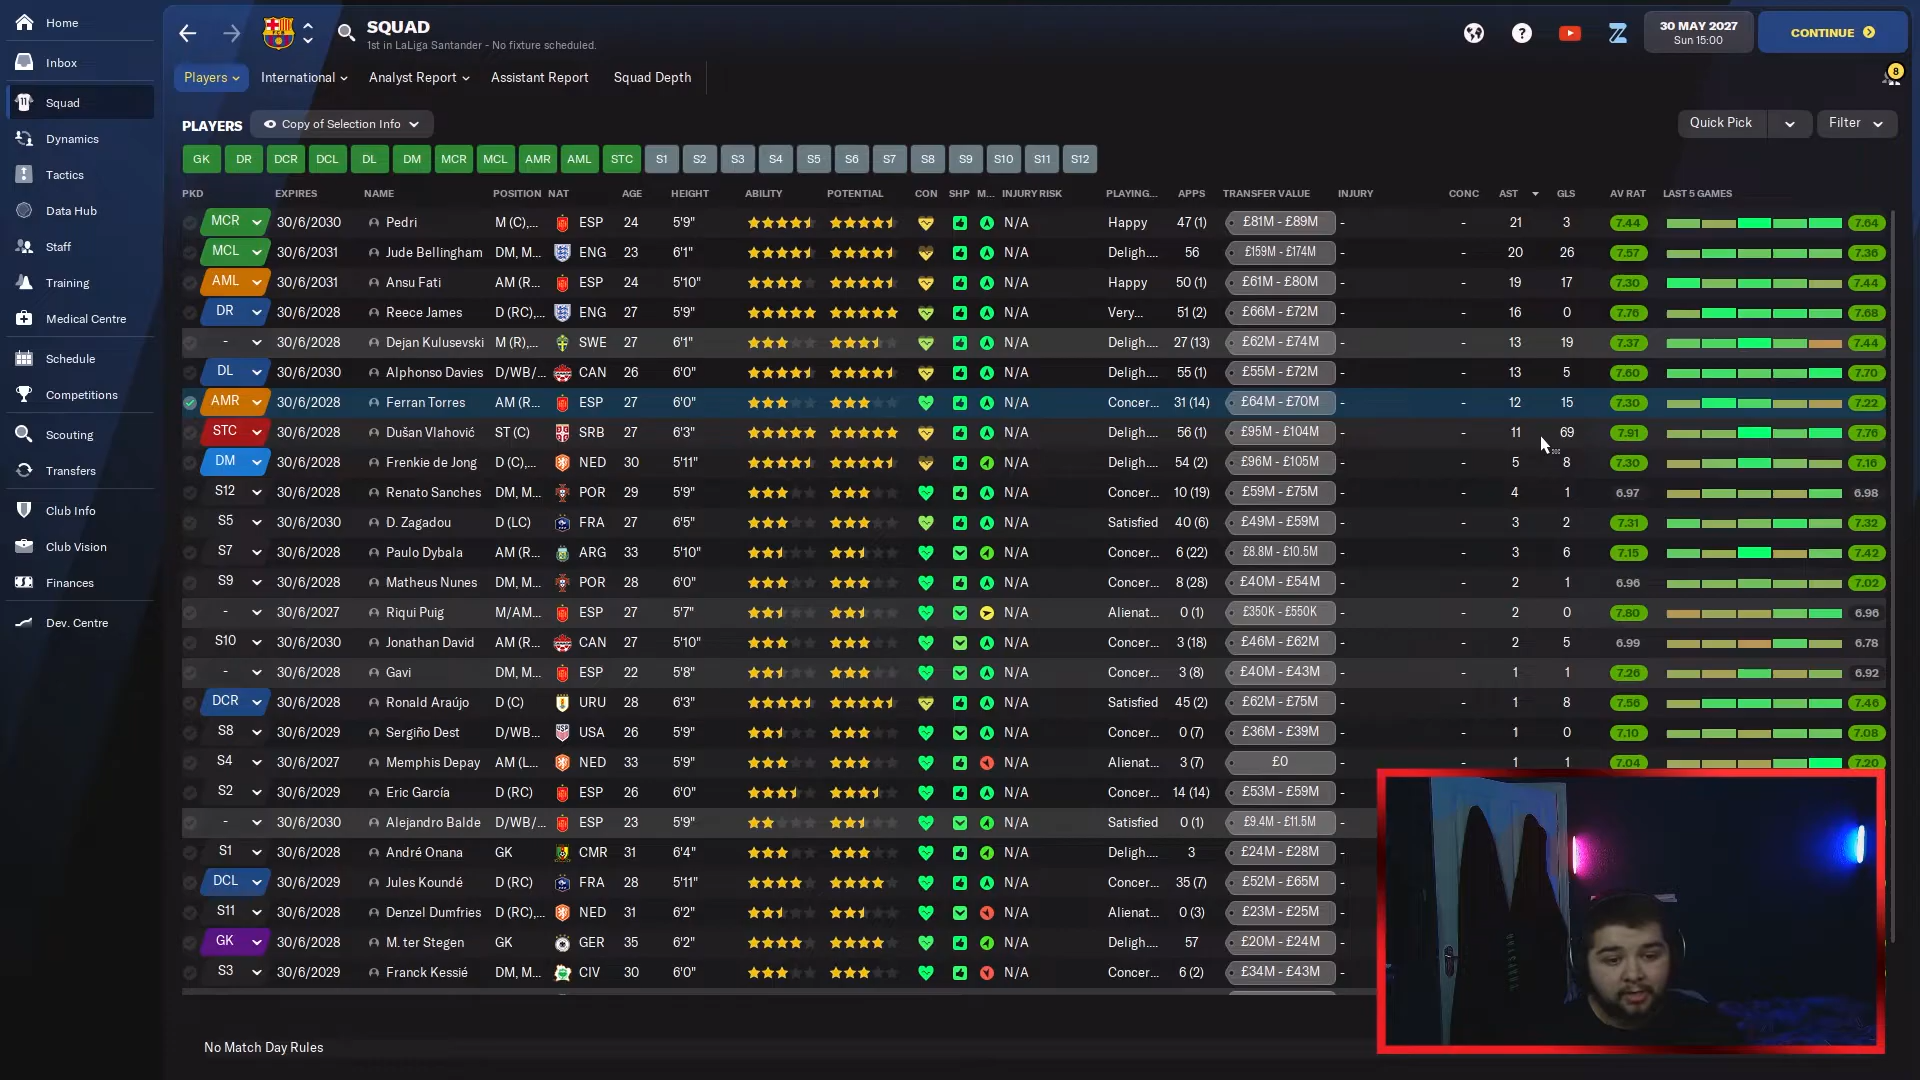 Home
Inbox
Squad
Dynamics
Tactics
Data Hub
Staff
Training
Medical Centre
Schedule
Competitions
Scouting
Transfers
Club Info
Club Vision
Finances
Dev. Centre
SQUAD
1st in LaLiga Santander - No fixture scheduled.
30 MAY 2027
Sun 15:00
CONTINUE
8
Players International Analyst Report Assistant Report Squad Depth
PLAYERS Copy of Selection Info Quick Pick Filter
GK DR DCR DCL DL DM MCR MCL AMR AML STC S1 S2 S3 S4 S5 S6 S7 S8 S9 S10 S11 S12
PKD EXPIRES NAME POSITION NAT AGE HEIGHT ABILITY POTENTIAL CON SHP M... INJURY RISK PLAYING... APPS TRANSFER VALUE INJURY CONC AST GLS AV RAT LAST 5 GAMES
MCR 30/6/2030 Pedri M (C),... ESP 24 5'9" N/A Happy 47 (1) £81M - £89M - - 21 3 7.44 7.64
MCL 30/6/2031 Jude Bellingham DM, M... ENG 23 6'1" N/A Deligh.... 56 £159M - £174M - - 20 26 7.57 7.36
AML 30/6/2031 Ansu Fati AM (R... ESP 24 5'10" N/A Happy 50 (1) £61M - £80M - - 19 17 7.30 7.44
DR 30/6/2028 Reece James D (RC),... ENG 27 5'9" N/A Very... 51 (2) £66M - £72M - - 16 0 7.76 7.68
- 30/6/2028 Dejan Kulusevski M (R),... SWE 27 6'1" N/A Deligh.... 27 (13) £62M - £74M - - 13 19 7.37 7.44
DL 30/6/2030 Alphonso Davies D/WB/... CAN 26 6'0" N/A Deligh.... 55 (1) £55M - £72M - - 13 5 7.60 7.70
AMR 30/6/2028 Ferran Torres AM (R... ESP 27 6'0" N/A Concer... 31 (14) £64M - £70M - - 12 15 7.30 7.22
STC 30/6/2028 Dušan Vlahović ST (C) SRB 27 6'3" N/A Deligh.... 56 (1) £95M - £104M - - 11 69 7.91 7.76
DM 30/6/2028 Frenkie de Jong D (C),... NED 30 5'11" N/A Deligh.... 54 (2) £96M - £105M - - 5 8 7.30 7.16
S12 30/6/2028 Renato Sanches DM, M... POR 29 5'9" N/A Concer... 10 (19) £59M - £75M - - 4 1 6.97 6.98
S5 30/6/2030 D. Zagadou D (LC) FRA 27 6'5" N/A Satisfied 40 (6) £49M - £59M - - 3 2 7.31 7.32
S7 30/6/2028 Paulo Dybala AM (R... ARG 33 5'10" N/A Concer... 6 (22) £8.8M - £10.5M - - 3 6 7.15 7.42
S9 30/6/2028 Matheus Nunes DM, M... POR 28 6'0" N/A Concer... 8 (28) £40M - £54M - - 2 1 6.96 7.02
- 30/6/2027 Riqui Puig M/AM... ESP 27 5'7" N/A Alienat... 0 (1) £350K - £550K - - 2 0 7.80 6.96
S10 30/6/2030 Jonathan David AM (R... CAN 27 5'10" N/A Concer... 3 (18) £46M - £62M - - 2 5 6.99 6.78
- 30/6/2028 Gavi DM, M... ESP 22 5'8" N/A Concer... 3 (8) £40M - £43M - - 1 1 7.26 6.92
DCR 30/6/2028 Ronald Araújo D (C) URU 28 6'3" N/A Satisfied 45 (2) £62M - £75M - - 1 8 7.56 7.46
S8 30/6/2028 Sergiño Dest D/WB... USA 26 5'9" N/A Concer... 0 (7) £36M - £39M - - 1 0 7.10 7.08
S4 30/6/2027 Memphis Depay AM (L... NED 33 5'9" N/A Alienat... 3 (7) £0 - - 1 1 7.04 7.20
S2 30/6/2029 Eric García D (RC) ESP 26 6'0" N/A Concer... 14 (14) £53M - £59M -
- 30/6/2030 Alejandro Balde D/WB/... ESP 23 5'9" N/A Satisfied 0 (1) £9.4M - £11.5M -
S1 30/6/2028 André Onana GK CMR 31 6'4" N/A Deligh.... 3 £24M - £28M -
DCL 30/6/2029 Jules Koundé D (RC) FRA 28 5'11" N/A Concer... 35 (7) £52M - £65M -
S11 30/6/2029 Denzel Dumfries D (RC),... NED 31 6'2" N/A Alienat... 0 (3) £23M - £25M -
GK 30/6/2028 M. ter Stegen GK GER 35 6'2" N/A Deligh.... 57 £20M - £24M -
S3 30/6/2029 Franck Kessié DM, M... CIV 30 6'0" N/A Concer... 6 (2) £34M - £43M -
No Match Day Rules